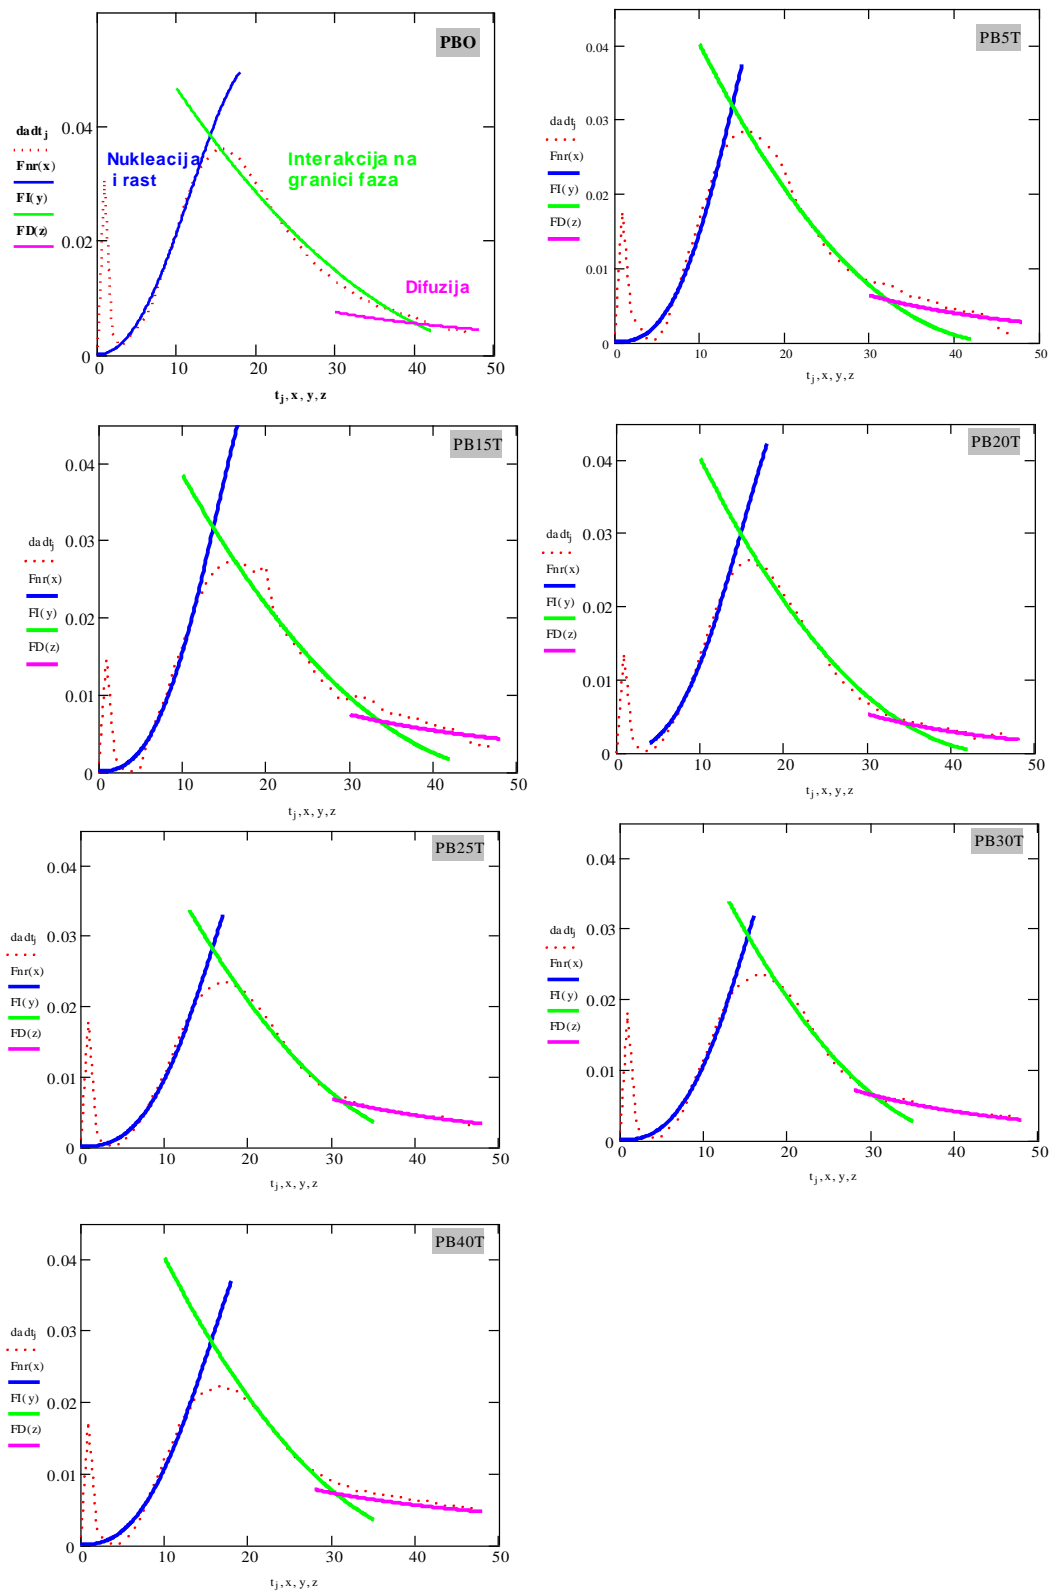 PBO
dadt j
Fnr(x)
FI(y)
FD(z)
0.04
0.02
0
Nukleacija
i rast
Interakcija na
granici faza
Difuzija
0 10 20 30 40 50
t j , x, y, z
PB5T
dadt j
Fnr(x)
FI(y)
FD(z)
0.04
0.03
0.02
0.01
0
0 10 20 30 40 50
t j , x, y, z
PB15T
dadt j
Fnr(x)
FI(y)
FD(z)
0.04
0.03
0.02
0.01
0
0 10 20 30 40 50
t j , x, y, z
PB20T
dadt j
Fnr(x)
FI(y)
FD(z)
0.04
0.03
0.02
0.01
0
0 10 20 30 40 50
t j , x, y, z
PB25T
dadt j
Fnr(x)
FI(y)
FD(z)
0.04
0.03
0.02
0.01
0
0 10 20 30 40 50
t j , x, y, z
PB30T
dadt j
Fnr(x)
FI(y)
FD(z)
0.04
0.03
0.02
0.01
0
0 10 20 30 40 50
t j , x, y, z
PB40T
dadt j
Fnr(x)
FI(y)
FD(z)
0.04
0.03
0.02
0.01
0
0 10 20 30 40 50
t j , x, y, z